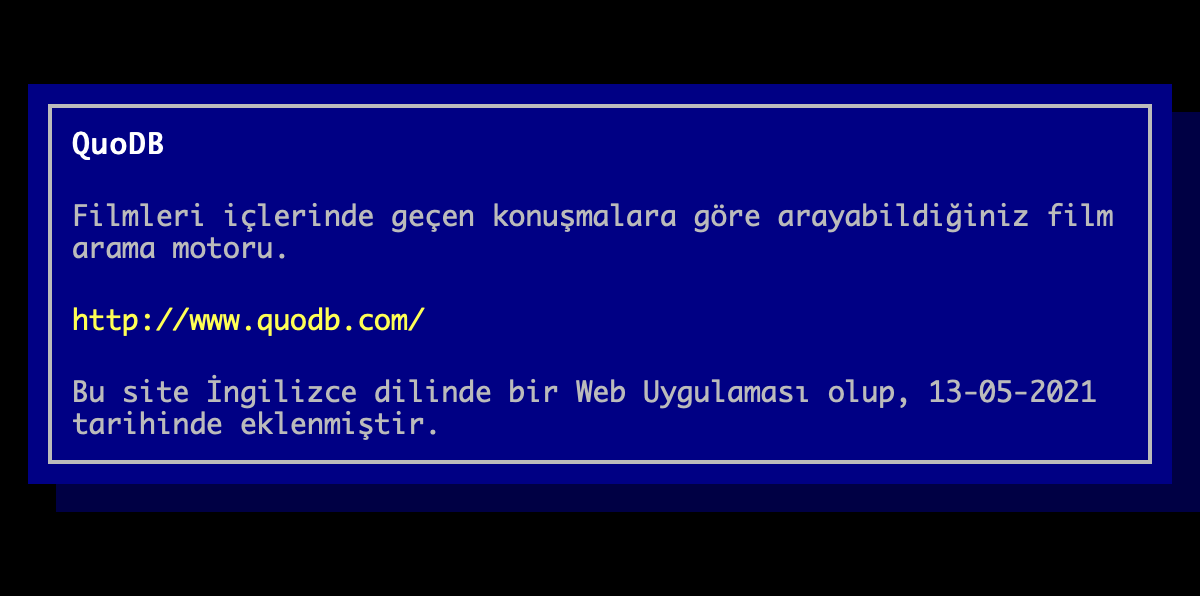 QuoDB
Filmleri içlerinde geçen konuşmalara göre arayabildiğiniz film
arama motoru.
http://www.quodb.com/
Bu site İngilizce dilinde bir Web Uygulaması olup, 13-05-2021
tarihinde eklenmiştir.